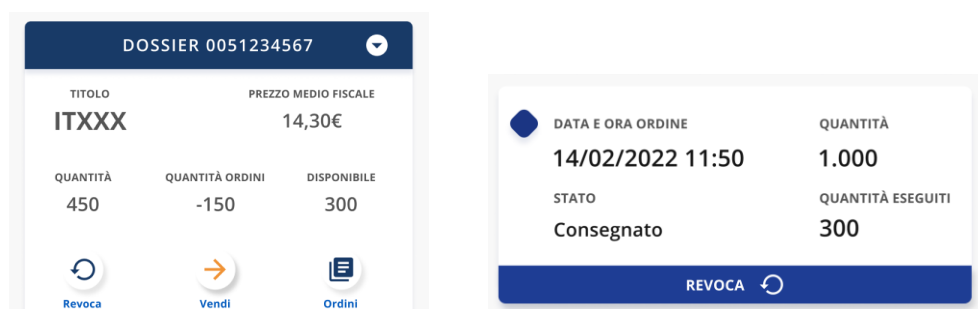 DOSSIER 0051234567
TITOLO PREZZO MEDIO FISCALE
ITXXX 14,30€
QUANTITÀ QUANTITÀ ORDINI DISPONIBILE
450 -150 300
Revoca Vendi Ordini
DATA E ORA ORDINE QUANTITÀ
14/02/2022 11:50 1.000
STATO QUANTITÀ ESEGUITI
Consegnato 300
REVOCA